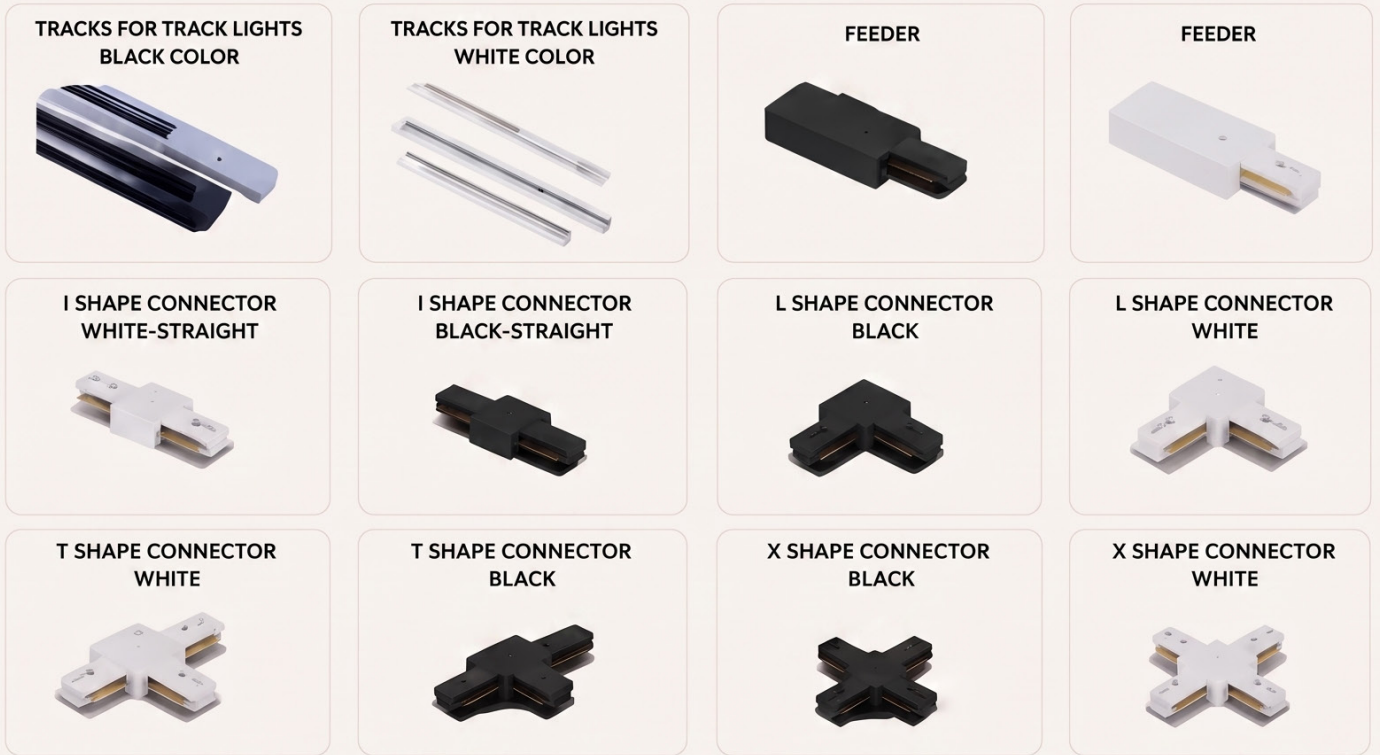 TRACKS FOR TRACK LIGHTS
BLACK COLOR
TRACKS FOR TRACK LIGHTS
WHITE COLOR
FEEDER
FEEDER
I SHAPE CONNECTOR
WHITE-STRAIGHT
I SHAPE CONNECTOR
BLACK-STRAIGHT
L SHAPE CONNECTOR
BLACK
L SHAPE CONNECTOR
WHITE
T SHAPE CONNECTOR
WHITE
T SHAPE CONNECTOR
BLACK
X SHAPE CONNECTOR
BLACK
X SHAPE CONNECTOR
WHITE